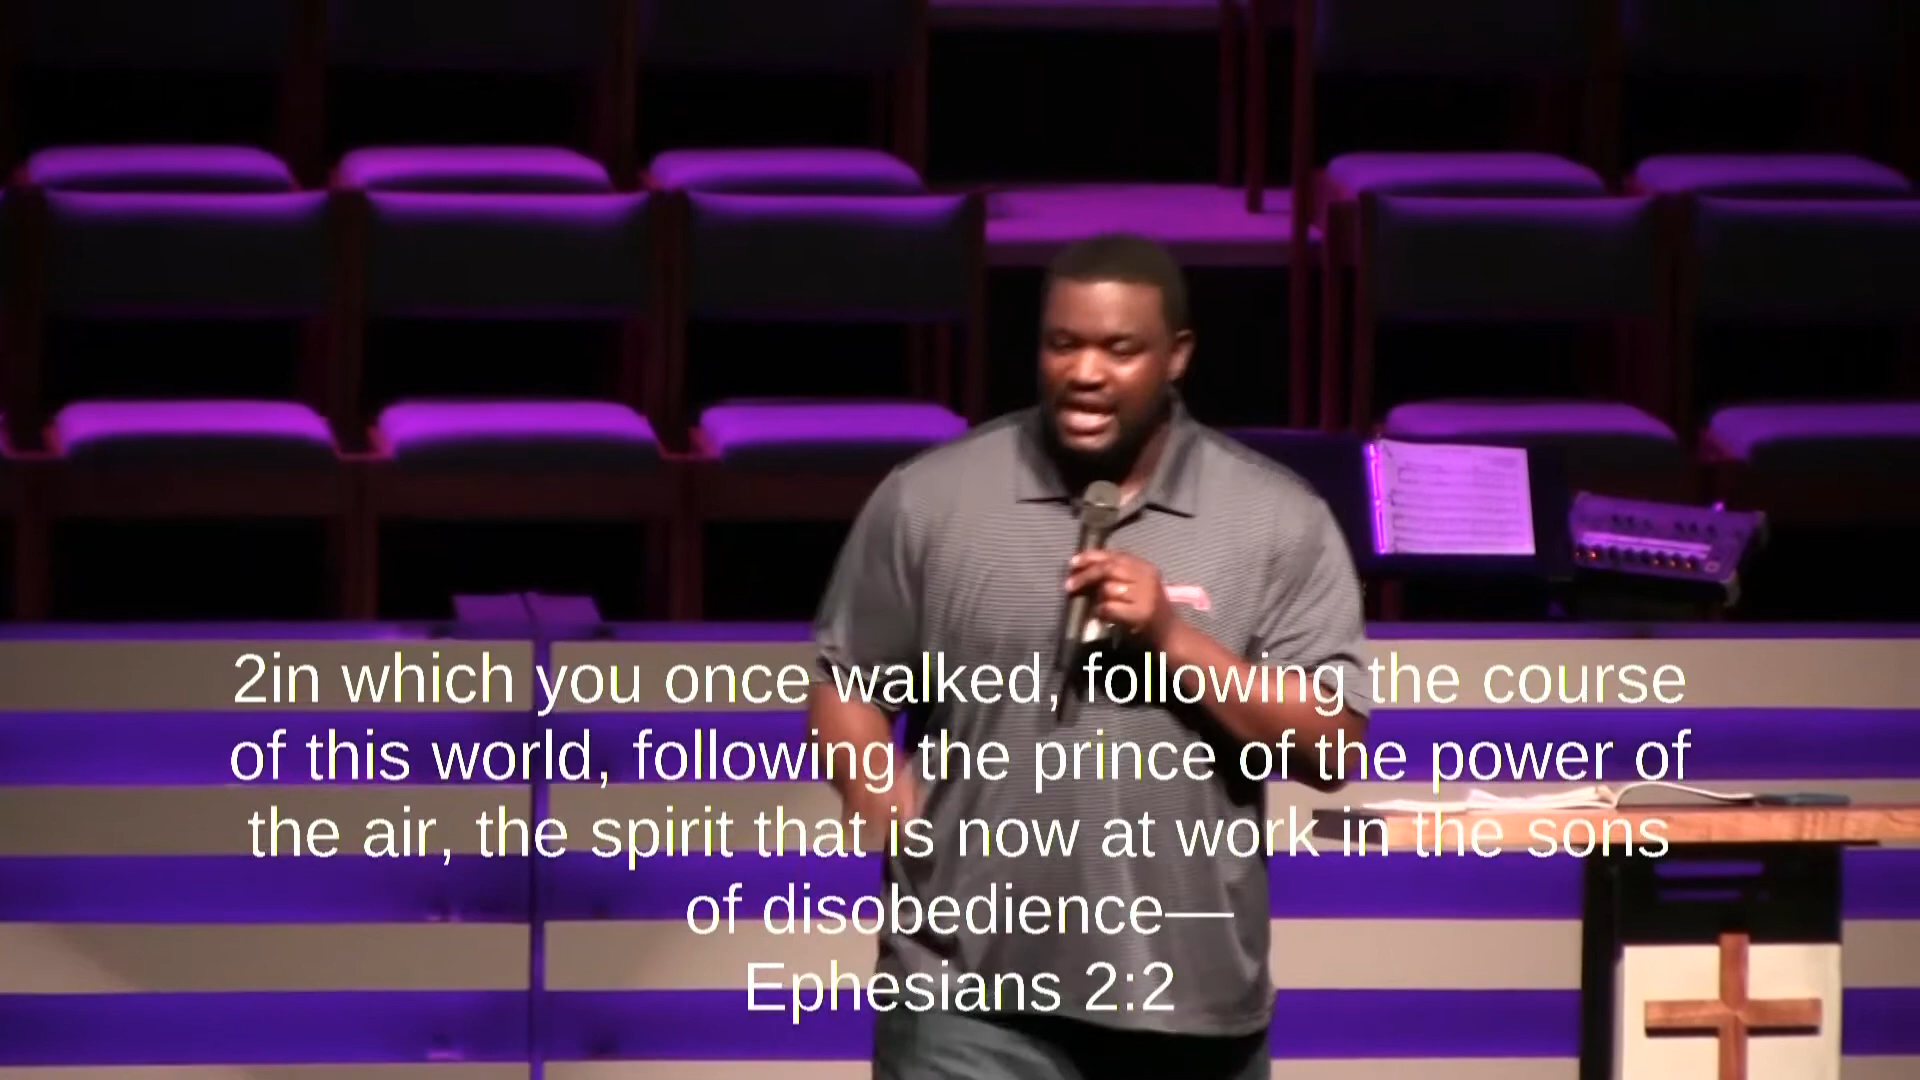 2in which you once walked, following the course
of this world, following the prince of the power of
the air, the spirit that is now at work in the sons
of disobedience—
Ephesians 2:2